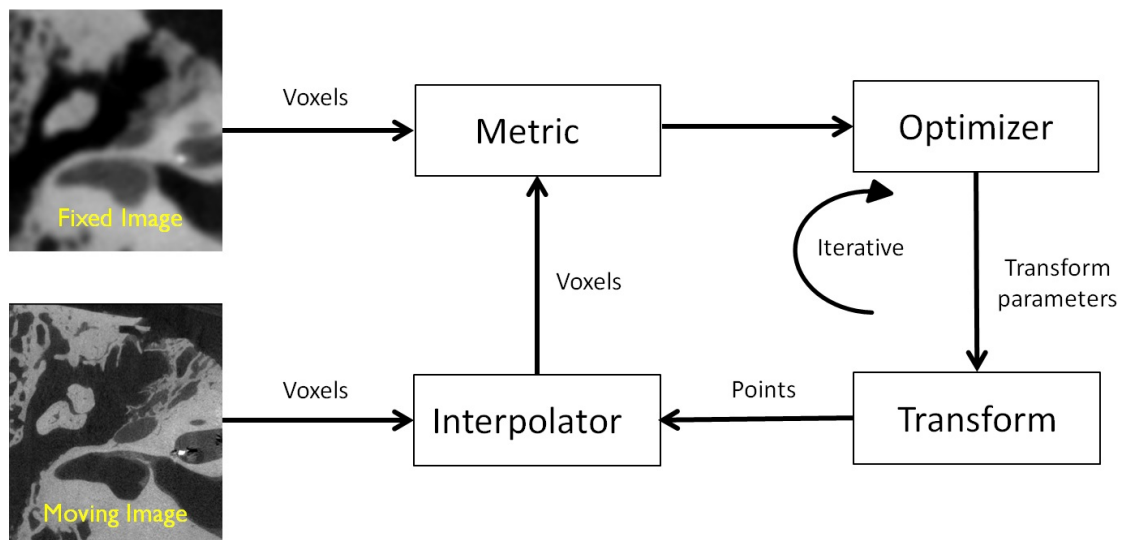 Voxels
Metric
Optimizer
Fixed Image
Iterative
Voxels
Transform
parameters
Voxels
Points
Interpolator
Transform
Moving Image